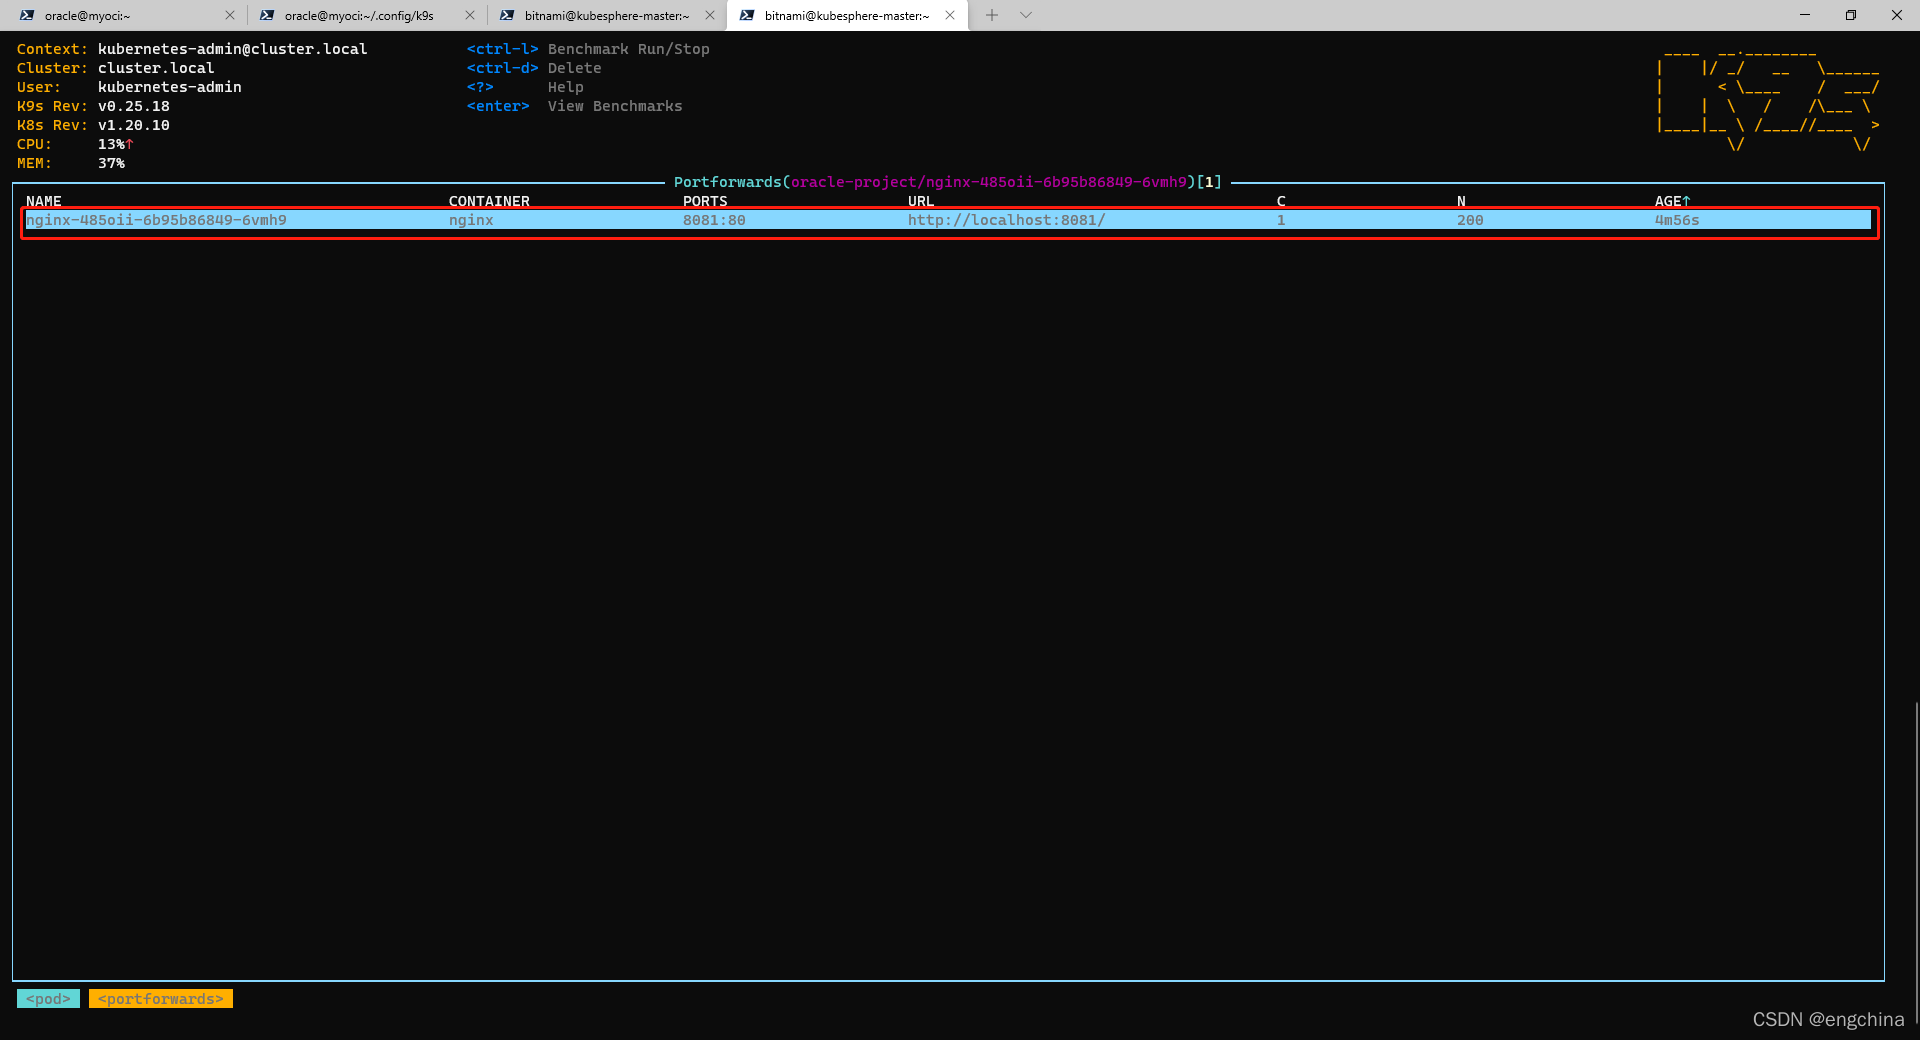 oracle@myoci:~ oracle@myoci:~/.config/k9s bitnami@kubesphere-master:~ bitnami@kubesphere-master:~
Context: kubernetes-admin@cluster.local <ctrl-l> Benchmark Run/Stop
Cluster: cluster.local <ctrl-d> Delete
User: kubernetes-admin <?> Help
K9s Rev: v0.25.18 <enter> View Benchmarks
K8s Rev: v1.20.10
CPU: 13%↑
MEM: 37%
Portforwards(oracle-project/nginx-485oii-6b95b86849-6vmh9)[1]
NAME CONTAINER PORTS URL C N AGE↑
nginx-485oii-6b95b86849-6vmh9 nginx 8081:80 http://localhost:8081/ 1 200 4m56s
<pod> <portforwards>
CSDN @engchina